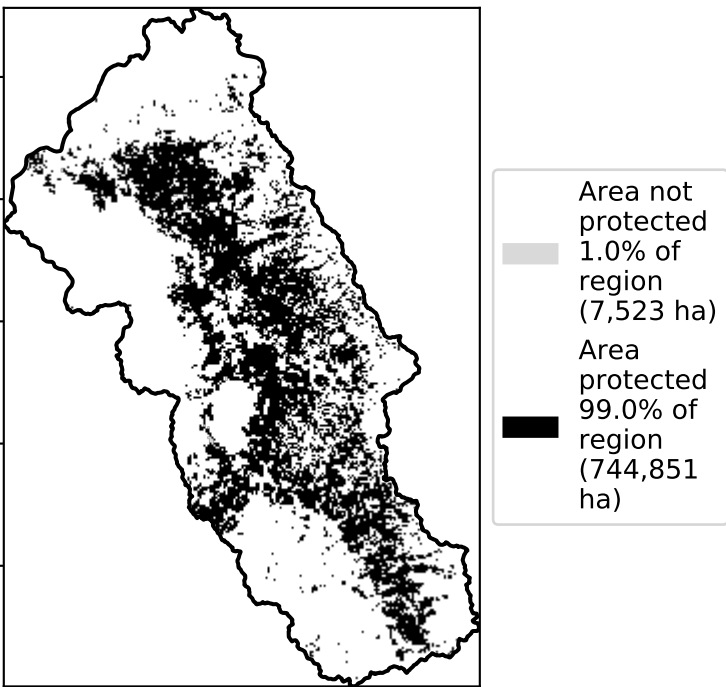 Area not
protected
1.0% of
region
(7,523 ha)
Area
protected
99.0% of
region
(744,851
ha)